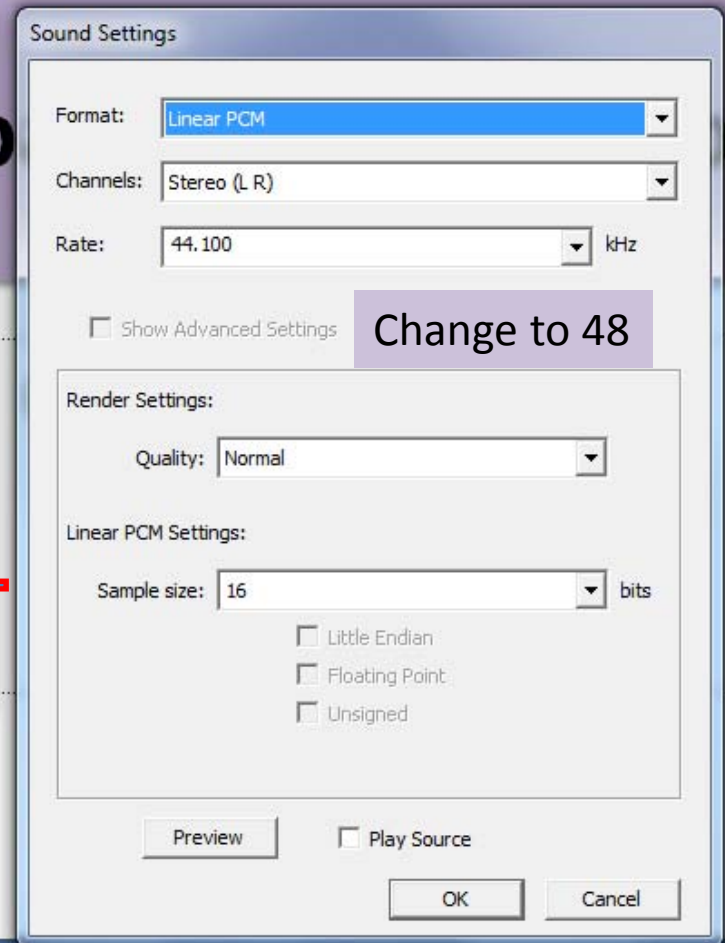 Sound Settings
Format: Linear PCM
Channels: Stereo (L R)
Rate: 44.100 kHz
Show Advanced Settings
Change to 48
Render Settings:
Quality: Normal
Linear PCM Settings:
Sample size: 16 bits
Little Endian
Floating Point
Unsigned
Preview
Play Source
OK
Cancel